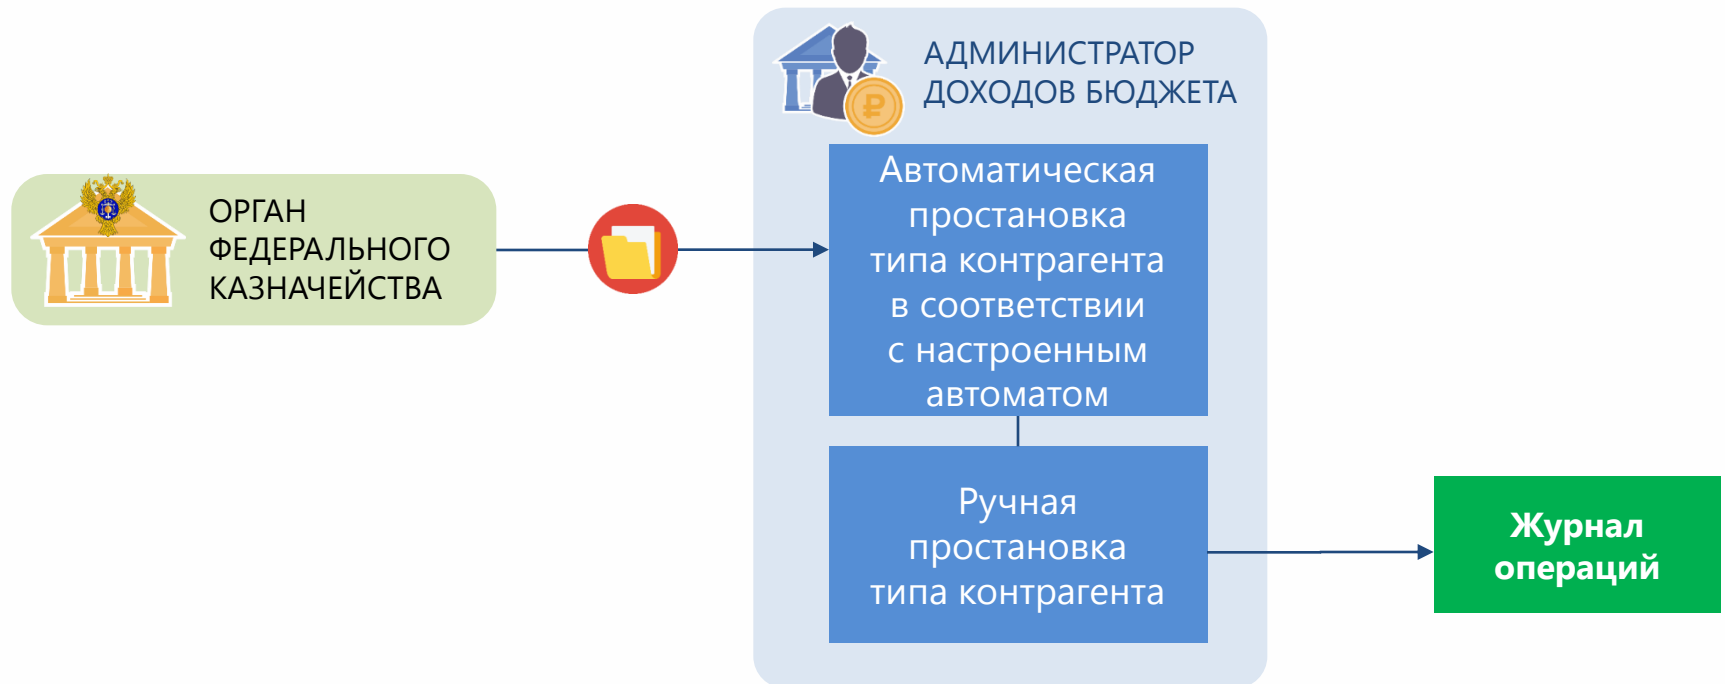 ОРГАН
ФЕДЕРАЛЬНОГО
КАЗНАЧЕЙСТВА
АДМИНИСТРАТОР
ДОХОДОВ БЮДЖЕТА
Автоматическая
простановка
типа контрагента
в соответствии
с настроенным
автоматом
Ручная
простановка
типа контрагента
Журнал
операций